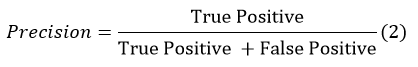 Precision = True Positive / True Positive + False Positive (2)